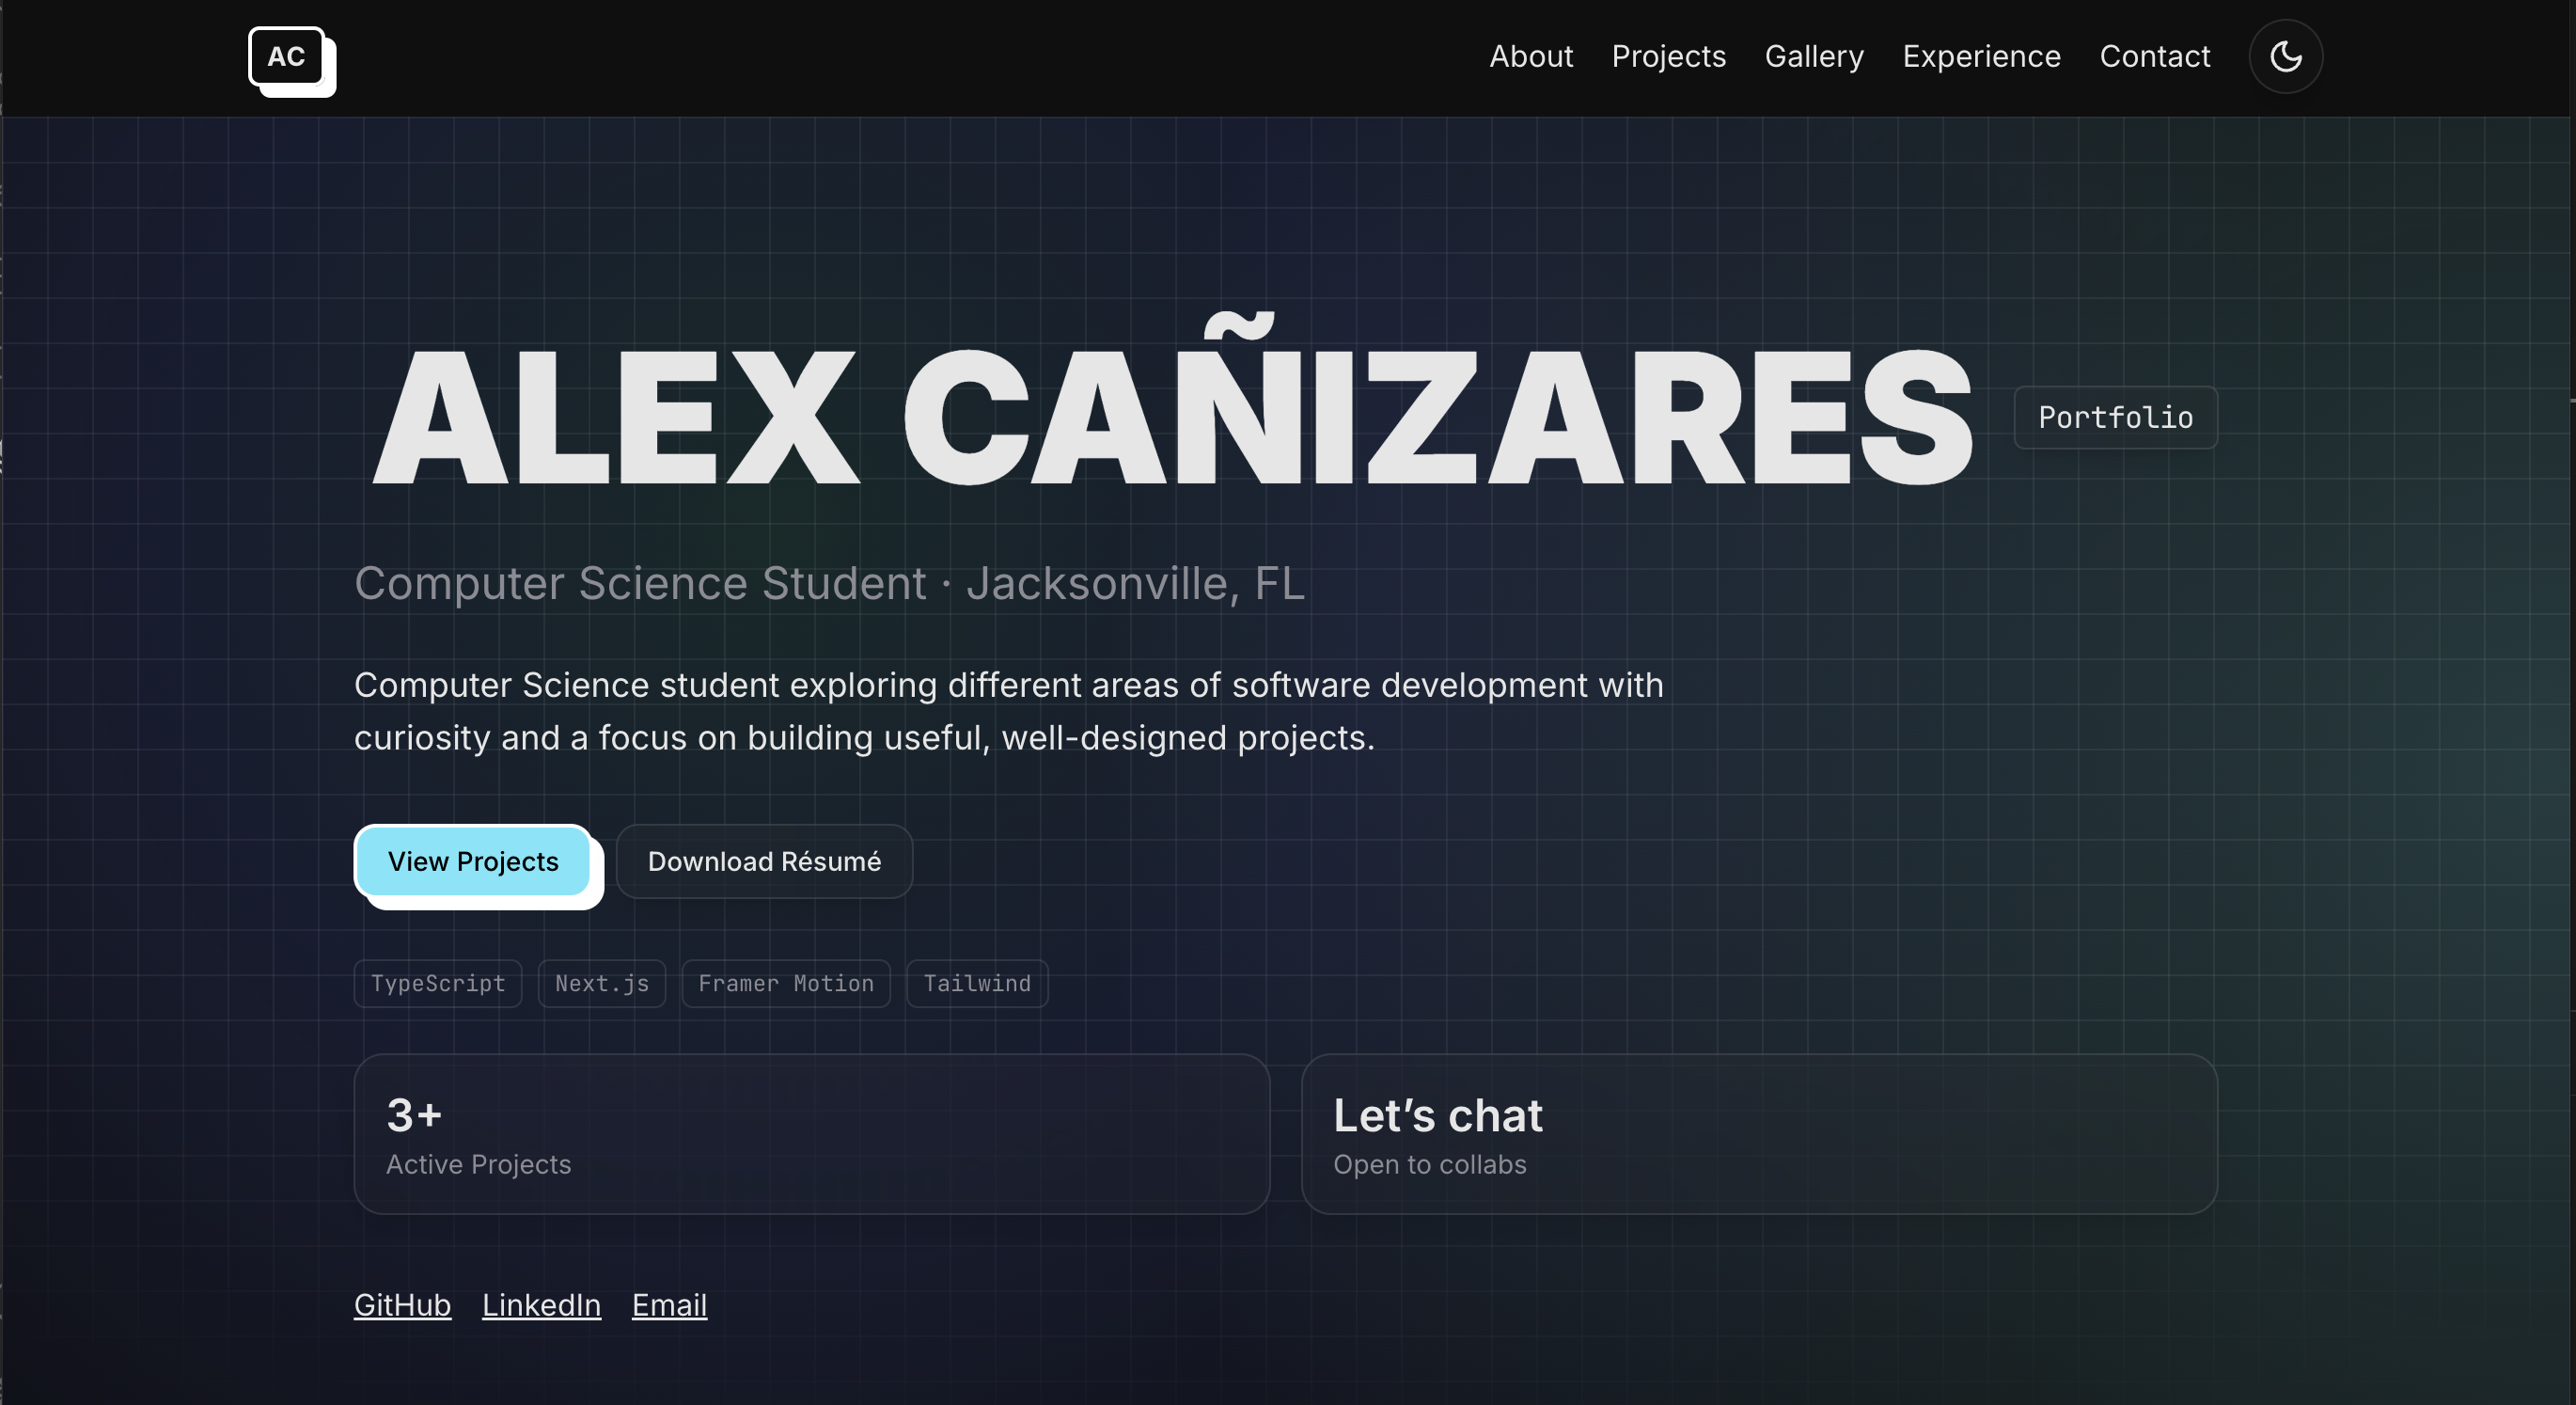 AC
About Projects Gallery Experience Contact
ALEX CAÑIZARES Portfolio
Computer Science Student · Jacksonville, FL
Computer Science student exploring different areas of software development with
curiosity and a focus on building useful, well-designed projects.
View Projects Download Résumé
TypeScript Next.js Framer Motion Tailwind
3+
Active Projects
Let’s chat
Open to collabs
GitHub LinkedIn Email